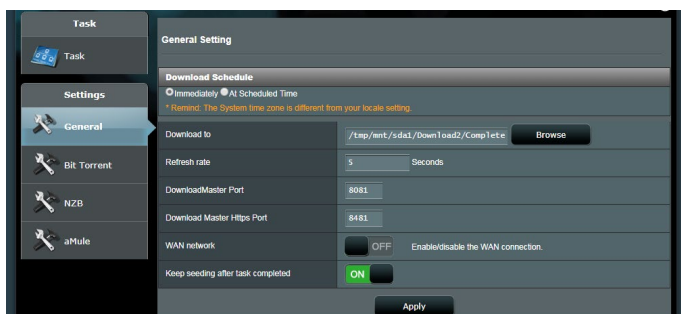 Task
Task
Settings
General
Bit Torrent
NZB
aMule
General Setting
Download Schedule
Immediately At Scheduled Time
* Remind: The System time zone is different from your locale setting.
Download to /tmp/mnt/sda1/Download2/Complete Browse
Refresh rate 5 Seconds
DownloadMaster Port 8081
Download Master Https Port 8481
WAN network OFF Enable/disable the WAN connection.
Keep seeding after task completed ON
Apply